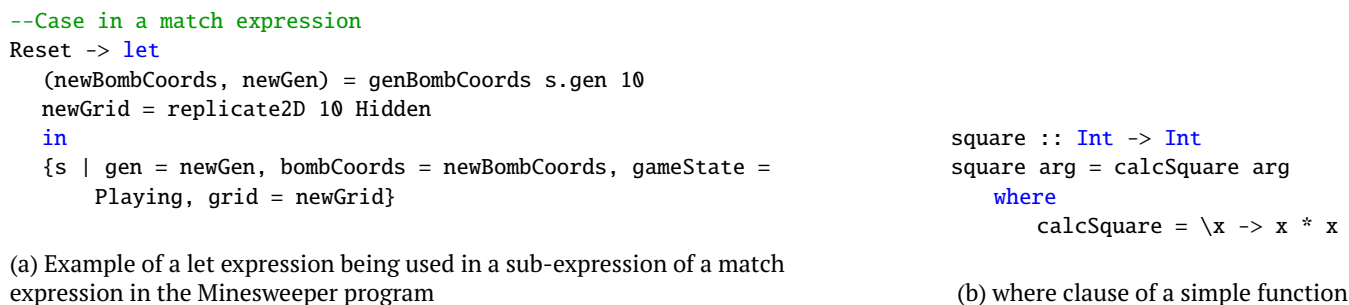 --Case in a match expression
Reset -> let
(newBombCoords, newGen) = genBombCoords s.gen 10
newGrid = replicate2D 10 Hidden
in
{s | gen = newGen, bombCoords = newBombCoords, gameState =
Playing, grid = newGrid}
(a) Example of a let expression being used in a sub-expression of a match
expression in the Minesweeper program
square :: Int -> Int
square arg = calcSquare arg
where
calcSquare = \x -> x * x
(b) where clause of a simple function